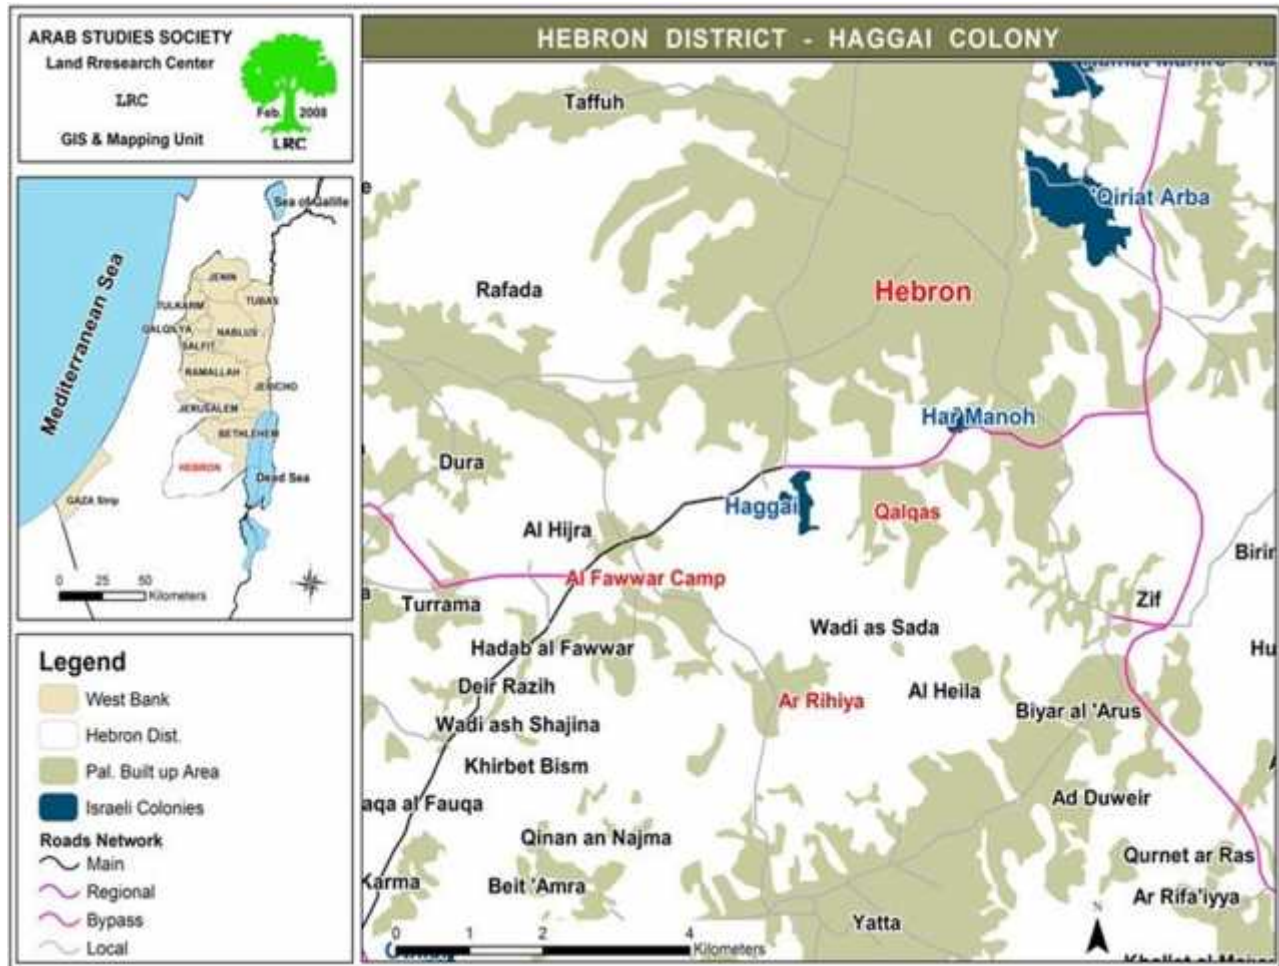 ARAB STUDIES SOCIETY
Land Rresearch Center
LRC
Feb. 2008
GIS & Mapping Unit
LRC
HEBRON DISTRICT - HAGGAI COLONY
Sea of Galilie
Mediterranean Sea
JENIN
TULKARM
TUBAS
QALQILYA
NABLUS
SALFIT
RAMALLAH
JERICHO
JERUSALEM
BETHLEHEM
HEBRON
Dead Sea
GAZA Strip
0 25 50
Kilometers
Legend
West Bank
Hebron Dist.
Pal. Built up Area
Israeli Colonies
Roads Network
Main
Regional
Bypass
Local
Taffuh
'Qiriat Arba
Rafada
Hebron
Har Manoh
Dura
Haggai
Qalqas
Al Hijra
Al Fawwar Camp
Turrama
Zif
Wadi as Sada
Hadab al Fawwar
Deir Razih
Ar Rihiya
Al Heila
Biyar al 'Arus
Wadi ash Shajina
Khirbet Bism
aqa al Fauqa
Ad Duweir
Qinan an Najma
Qurnet ar Ras
Karma
Beit 'Amra
Ar Rifa'iyya
Yatta
N
0 1 2 4
Kilometers